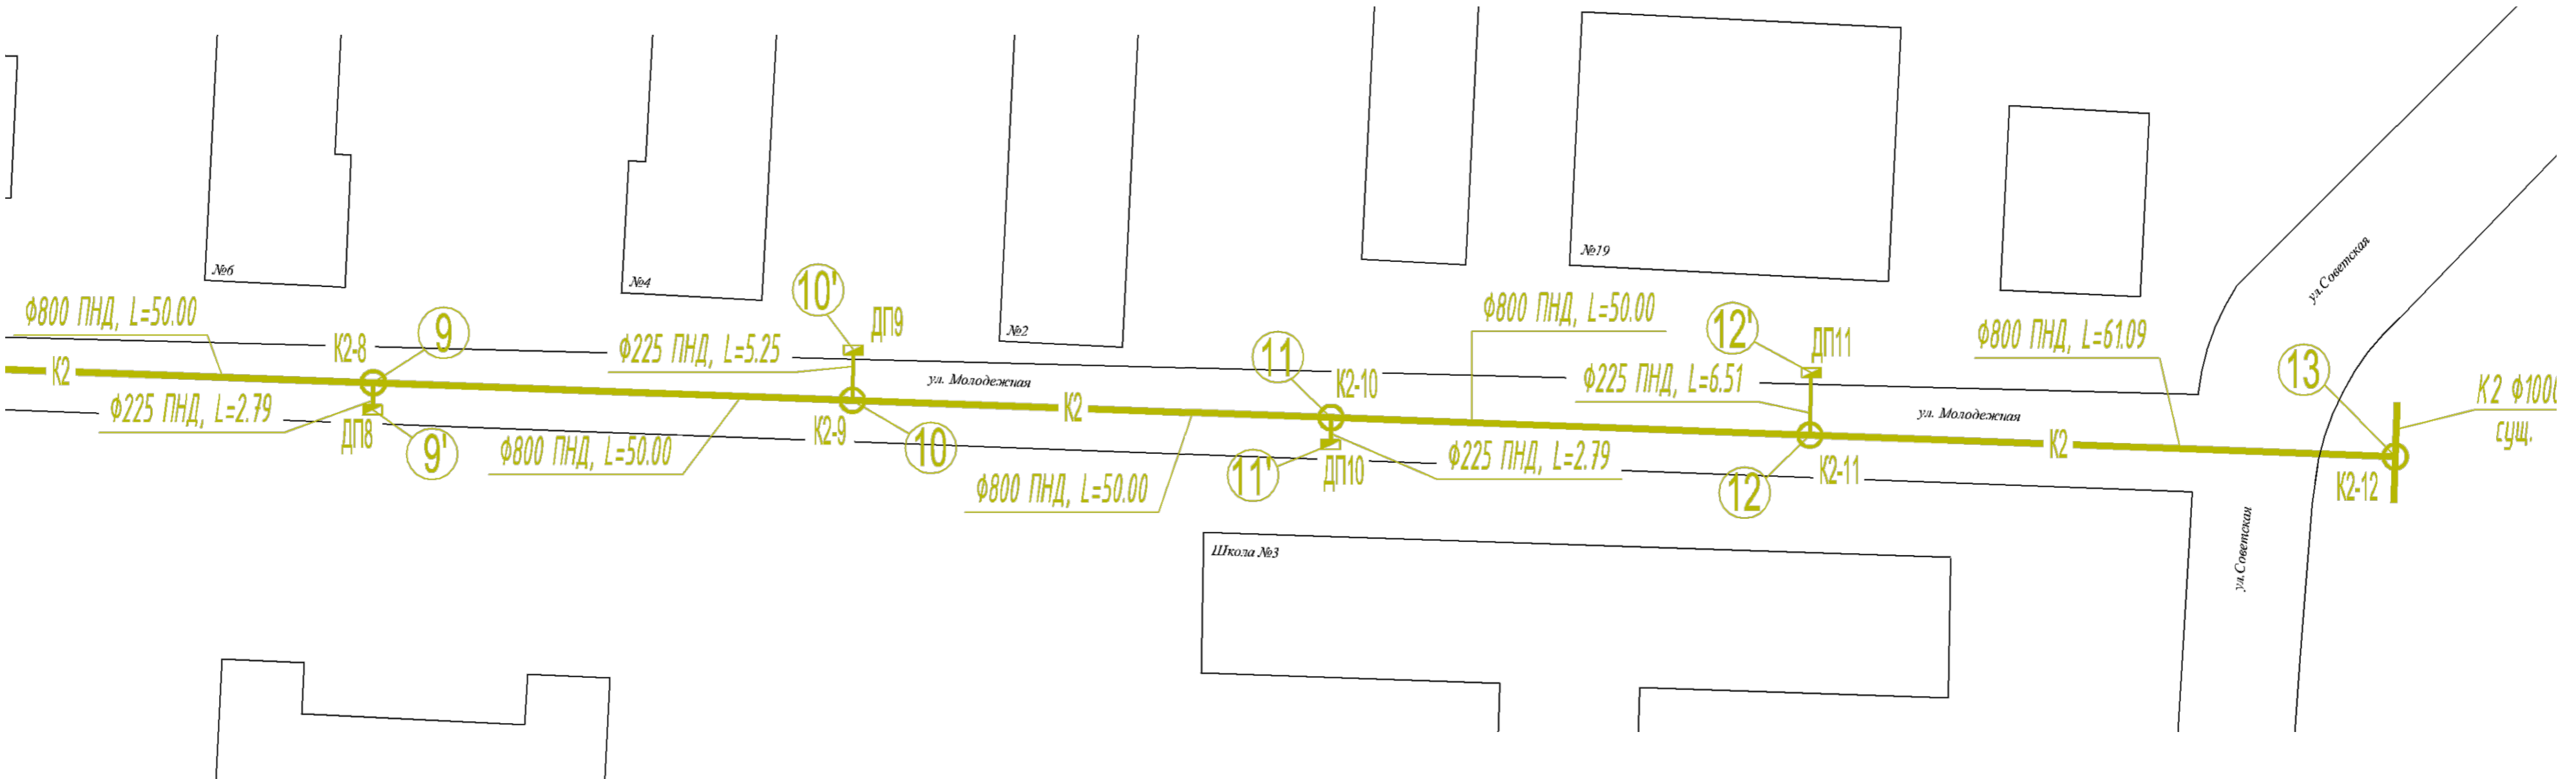 №6
№4
№2
№19
ул.Советская
10'
ДП9
Ф800 ПНД, L=50.00
К2-8
9
Ф225 ПНД, L=5.25
К2
Ф225 ПНД, L=2.79
ДП8
9'
Ф800 ПНД, L=50.00
К2-9
10
ул. Молодежная
К2
Ф800 ПНД, L=50.00
11
К2-10
11'
ДП10
Ф800 ПНД, L=50.00
Ф225 ПНД, L=2.79
12'
ДП11
Ф225 ПНД, L=6.51
12
К2-11
ул. Молодежная
Ф800 ПНД, L=61.09
К2
13
К2-12
К2 Ф1000
сущ.
Школа №3
ул.Советская